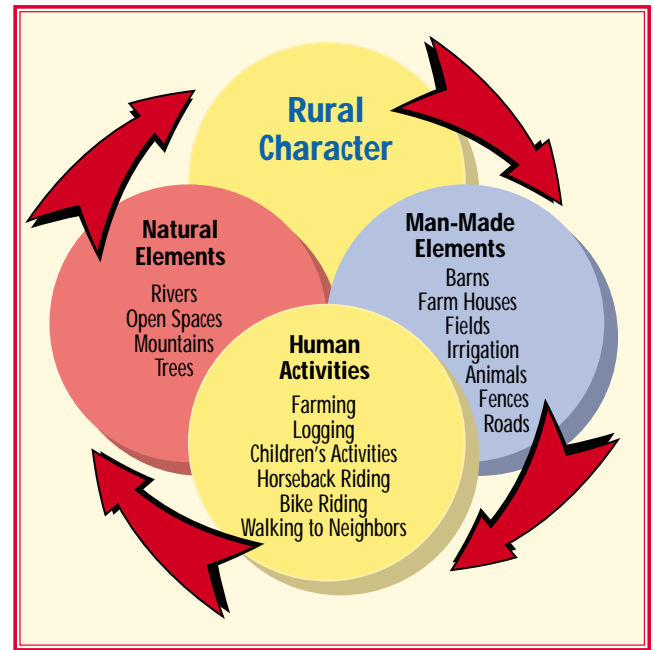 Rural
Character
Natural
Elements
Rivers
Open Spaces
Mountains
Trees
Man-Made
Elements
Barns
Farm Houses
Fields
Irrigation
Animals
Fences
Roads
Human
Activities
Farming
Logging
Children's Activities
Horseback Riding
Bike Riding
Walking to Neighbors